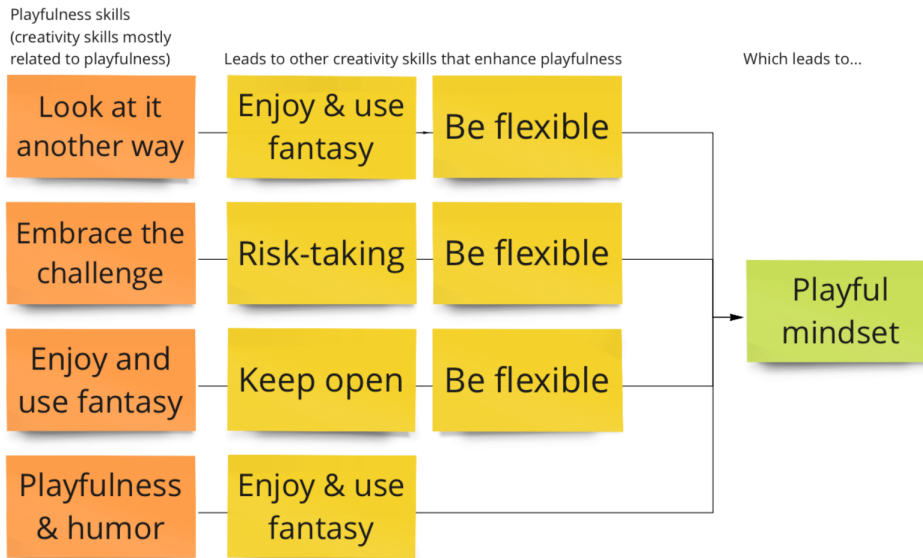 Playfulness skills
(creativity skills mostly
related to playfulness)
Leads to other creativity skills that enhance playfulness
Which leads to...
Look at it
another way
Enjoy & use
fantasy
Be flexible
Embrace the
challenge
Risk-taking
Be flexible
Playful
mindset
Enjoy and
use fantasy
Keep open
Be flexible
Playfulness
& humor
Enjoy & use
fantasy